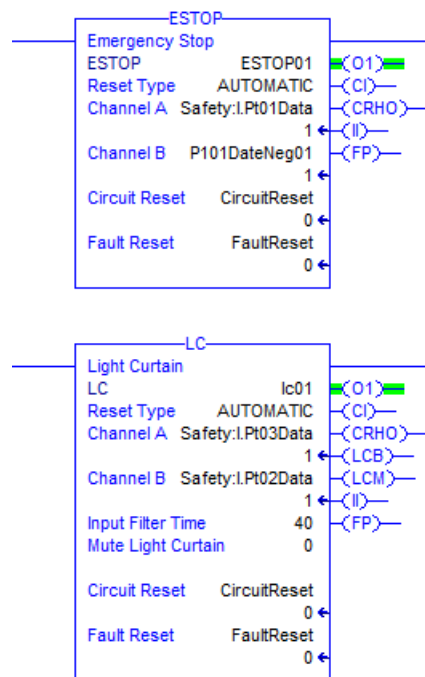 ESTOP
Emergency Stop
ESTOP ESTOP01 (O1)
Reset Type AUTOMATIC (CI)
Channel A Safety:I.Pt01Data (CRHO)
1 (II)
Channel B P101DateNeg01 (FP)
1
Circuit Reset CircuitReset
0
Fault Reset FaultReset
0
LC
Light Curtain
LC lc01 (O1)
Reset Type AUTOMATIC (CI)
Channel A Safety:I.Pt03Data (CRHO)
1 (LCB)
Channel B Safety:I.Pt02Data (LCM)
1 (II)
Input Filter Time 40 (FP)
Mute Light Curtain 0
Circuit Reset CircuitReset
0
Fault Reset FaultReset
0